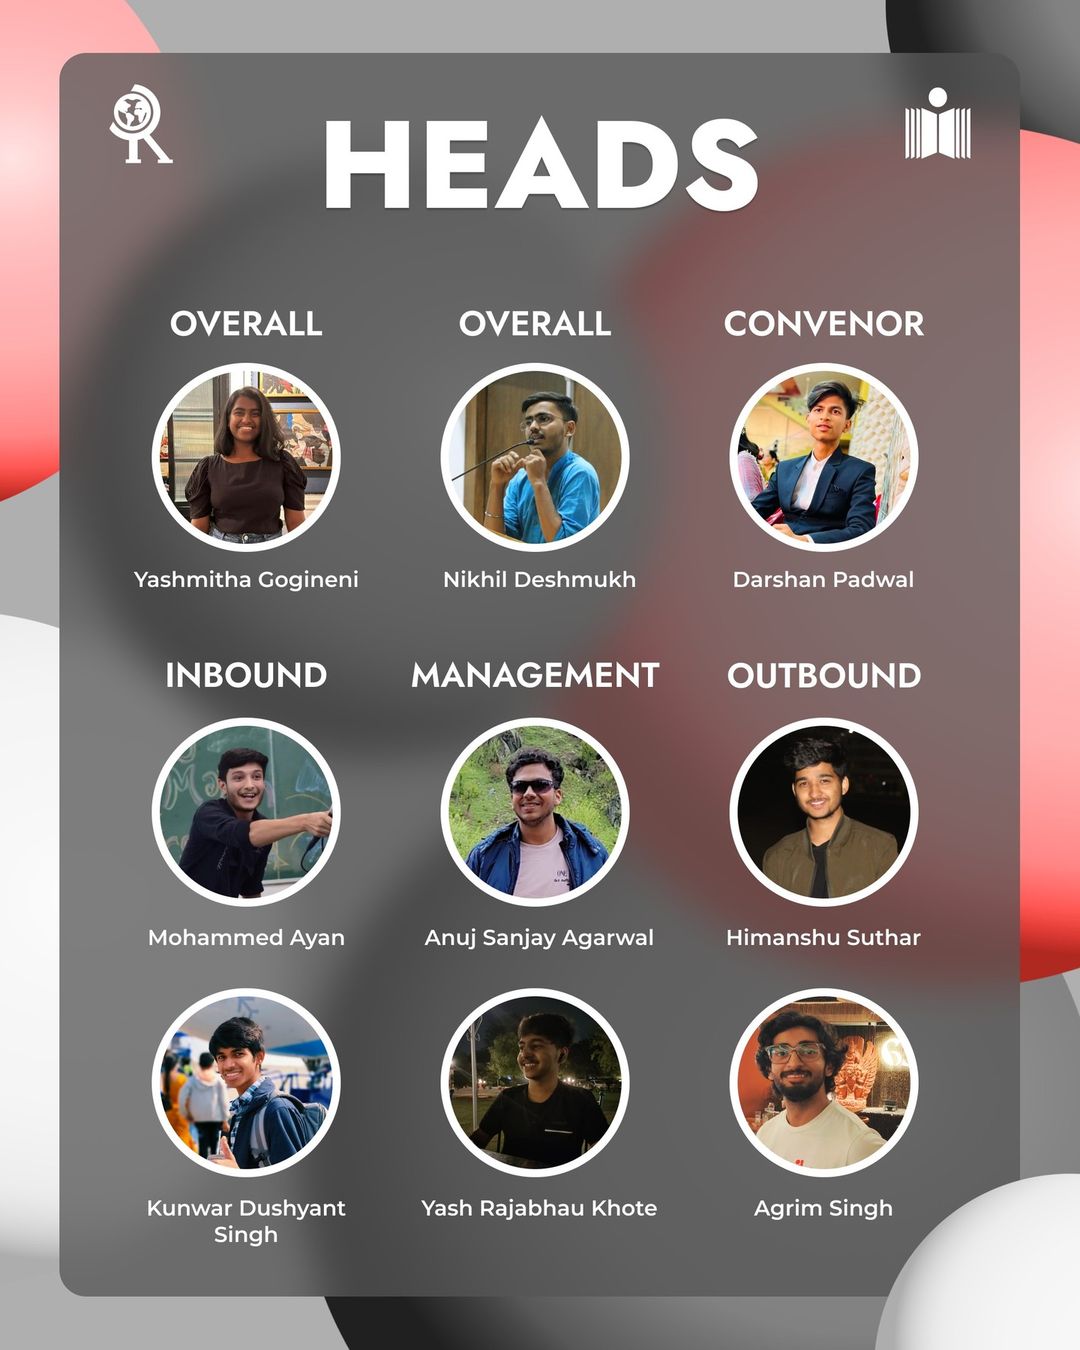 HEADS
OVERALL
OVERALL
CONVENOR
Yashmitha Gogineni
Nikhil Deshmukh
Darshan Padwal
INBOUND
MANAGEMENT
OUTBOUND
Mohammed Ayan
Anuj Sanjay Agarwal
Himanshu Suthar
Kunwar Dushyant
Singh
Yash Rajabhau Khote
Agrim Singh